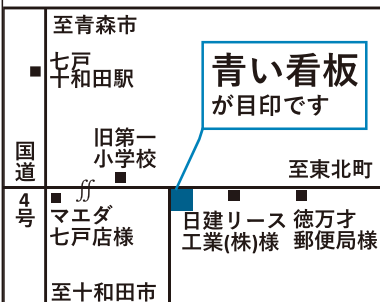 至青森市
七戸
十和田駅
青い看板
が目印です
旧第一
小学校
国道
4号
至東北町
マエダ
七戸店様
日建リース
工業(株)様
徳万才
郵便局様
至十和田市